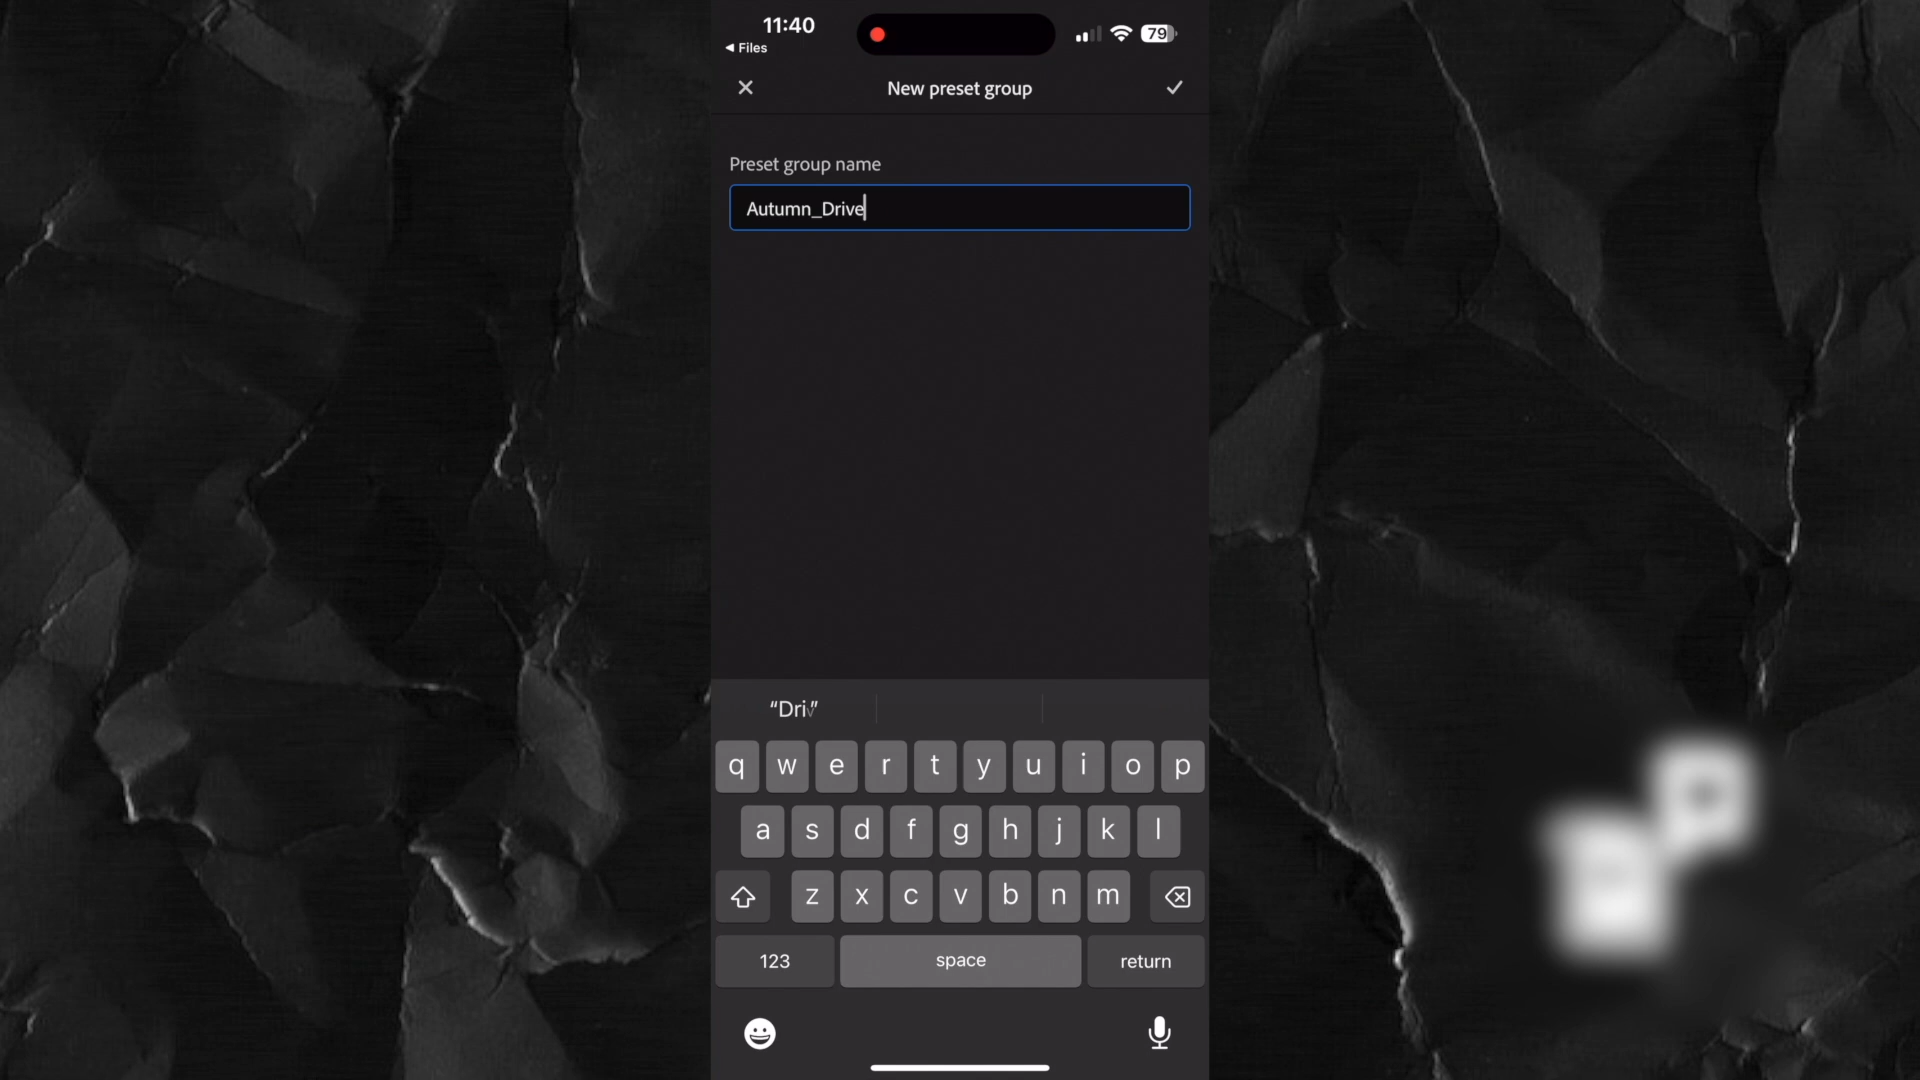 11:40
79
Files
New preset group
Preset group name
Autumn_Drive
“Driv”
q w e r t y u i o p
a s d f g h j k l
z x c v b n m
123 space return